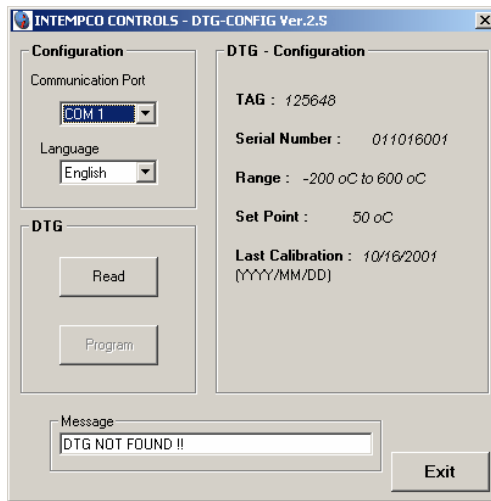 INTEMPCO CONTROLS - DTG-CONFIG Ver.2.S
Configuration
Communication Port
COM 1
Language
English
DTG
Read
Program
DTG - Configuration
TAG : 125648
Serial Number : 011016001
Range : -200 oC to 600 oC
Set Point : 50 oC
Last Calibration : 10/16/2001
(YYYY/MM/DD)
Message
DTG NOT FOUND !!
Exit